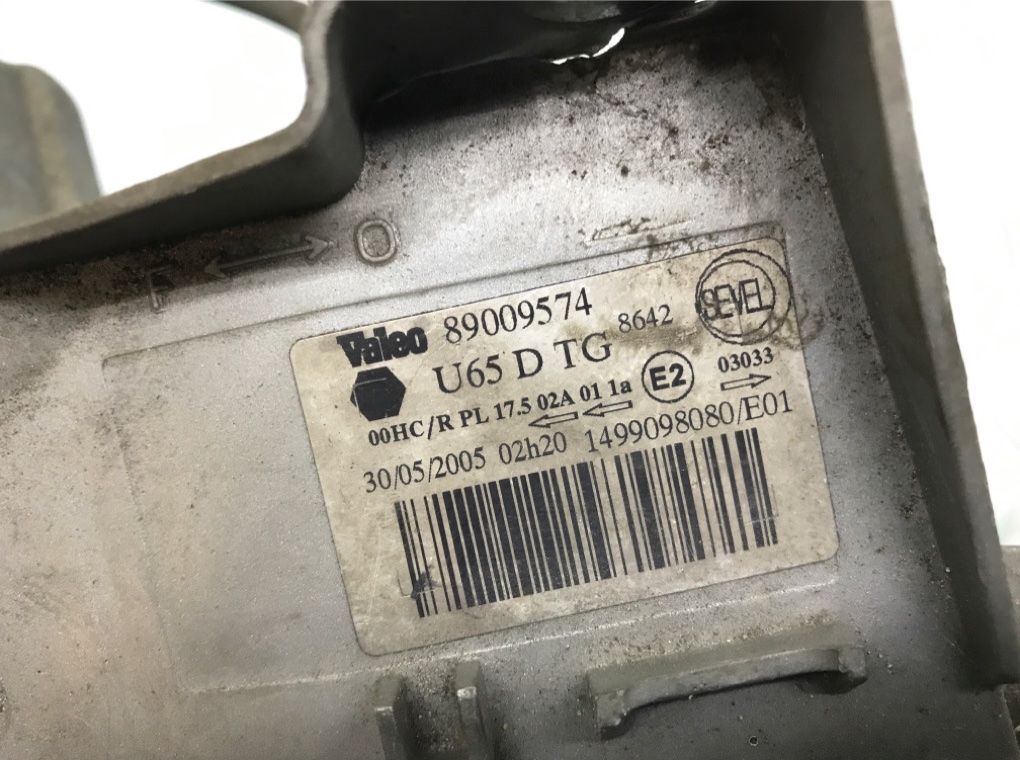 F O
Valeo 89009574
U65 D TG 8642 SEVEL
00HC/R PL 17.5 02A 01 1a E2 03033
30/05/2005 02h20 1499098080/E01